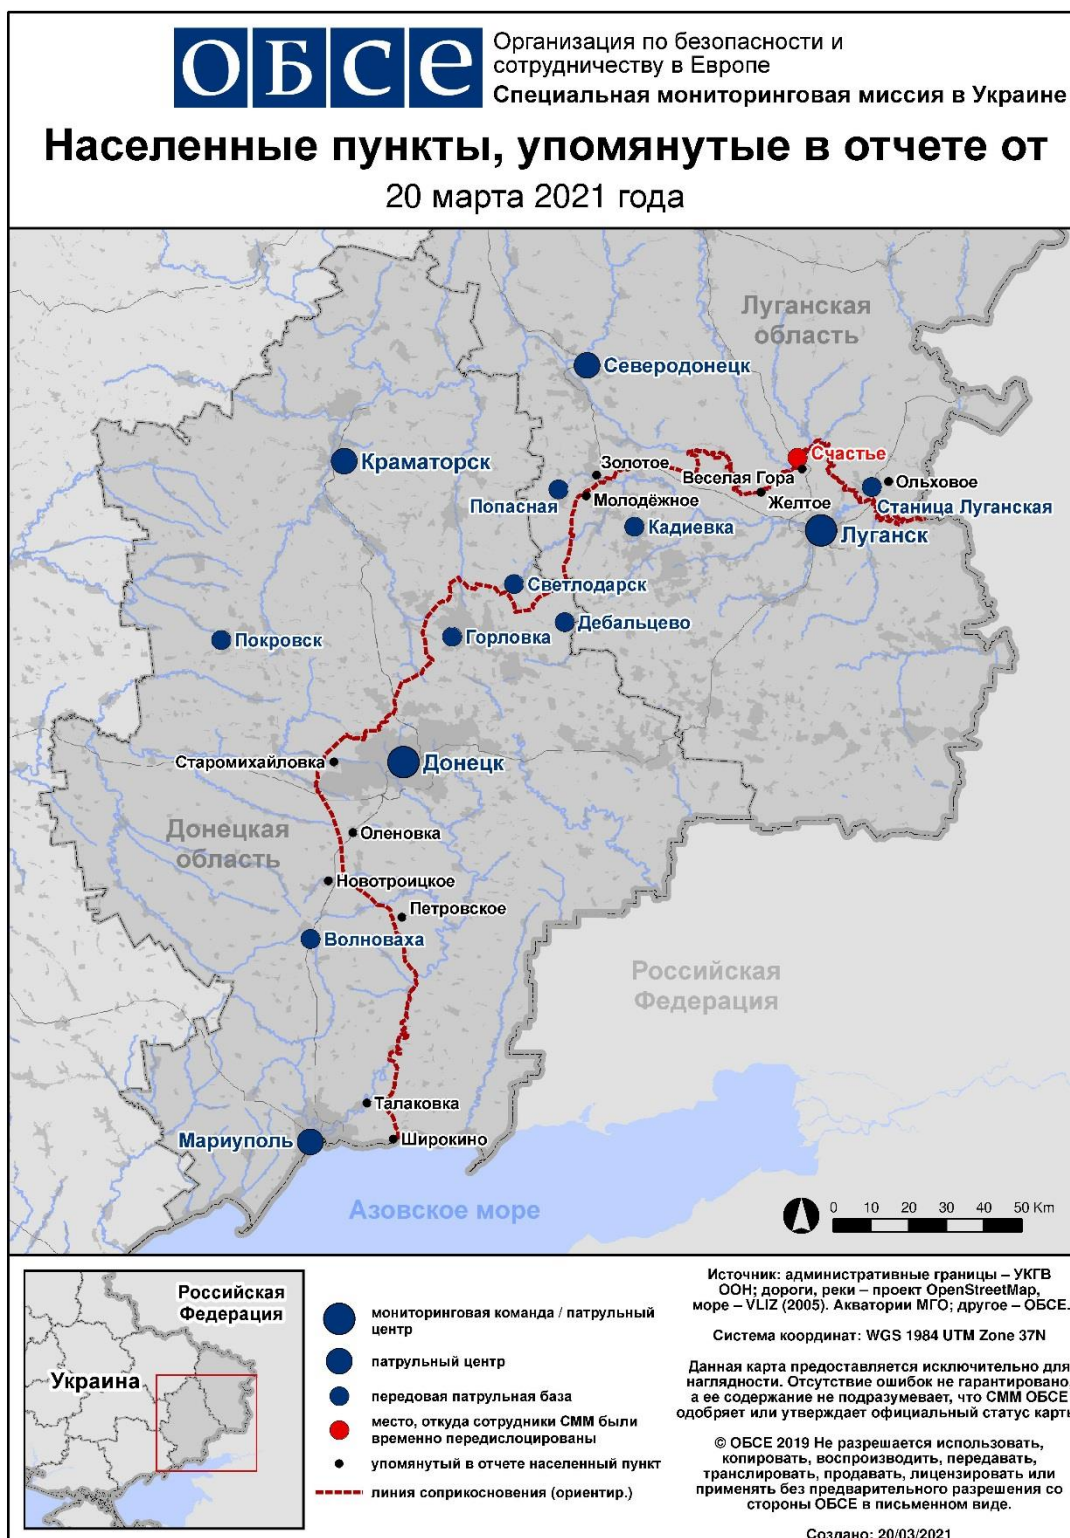 ОБСЕ
Организация по безопасности и
сотрудничеству в Европе
Специальная мониторинговая миссия в Украине
Населенные пункты, упомянутые в отчете от
20 марта 2021 года
Луганская
область
Северодонецк
Краматорск
Золотое
Счастье
Веселая Гора
Ольховое
Попасная
Молодёжное
Желтое
Станица Луганская
Кадиевка
Луганск
Светлодарск
Дебальцево
Покровск
Горловка
Старомихайловка
Донецк
Донецкая
область
Оленовка
Новотроицкое
Петровское
Волноваха
Российская
Федерация
Талаковка
Мариуполь
Широкино
Азовское море
0 10 20 30 40 50 Km
Российская
Федерация
Украина
мониторинговая команда / патрульный
центр
патрульный центр
передовая патрульная база
место, откуда сотрудники СММ были
временно передислоцированы
упомянутый в отчете населенный пункт
линия соприкосновения (ориентир.)
Источник: административные границы – УКГВ
ООН; дороги, реки – проект OpenStreetMap,
море – VLIZ (2005). Акватории МГО; другое – ОБСЕ.
Система координат: WGS 1984 UTM Zone 37N
Данная карта предоставляется исключительно для
наглядности. Отсутствие ошибок не гарантировано,
а ее содержание не подразумевает, что СММ ОБСЕ
одобряет или утверждает официальный статус карты
© ОБСЕ 2019 Не разрешается использовать,
копировать, воспроизводить, передавать,
транслировать, продавать, лицензировать или
применять без предварительного разрешения со
стороны ОБСЕ в письменном виде.
Создано: 20/03/2021